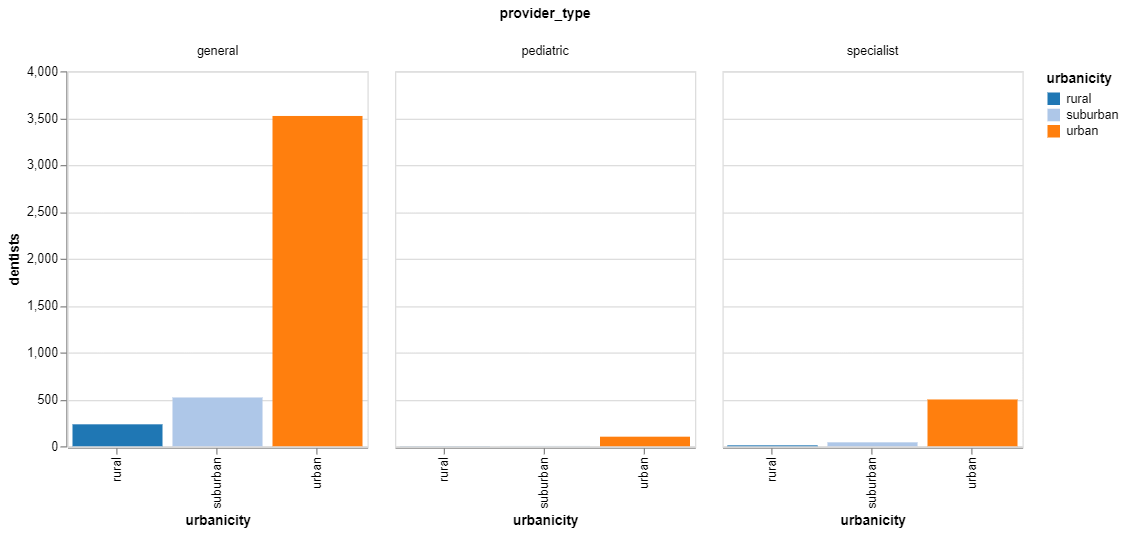 provider_type
general
pediatric
specialist
dentists
4,000
3,500
3,000
2,500
2,000
1,500
1,000
500
0
rural
suburban
urban
rural
suburban
urban
rural
suburban
urban
urbanicity
urbanicity
urbanicity
urbanicity
rural
suburban
urban